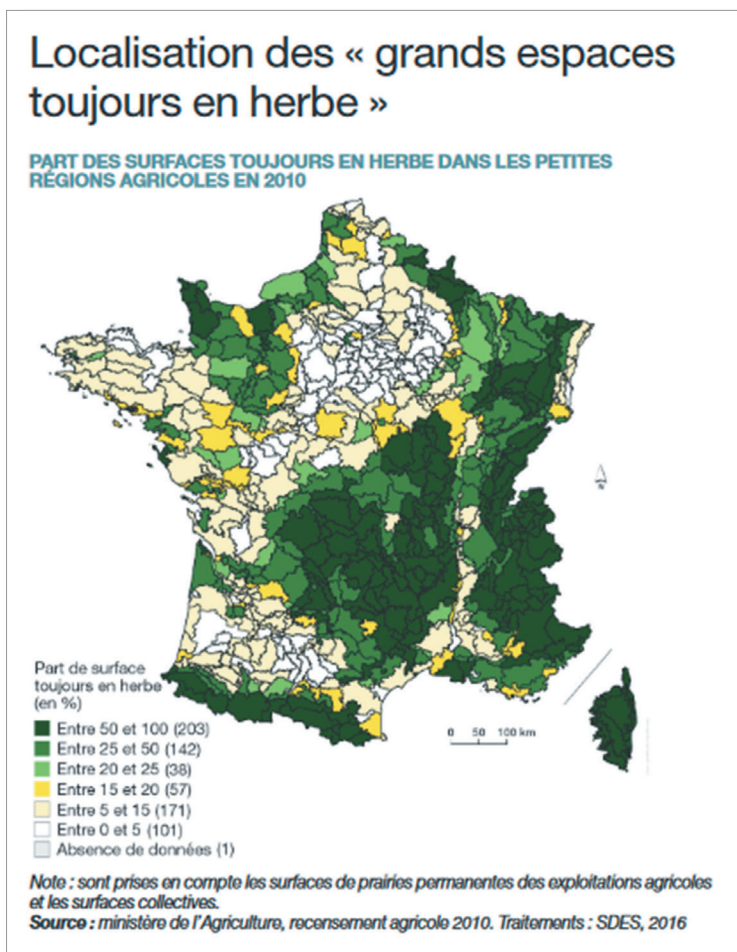 Localisation des « grands espaces
toujours en herbe »
PART DES SURFACES TOUJOURS EN HERBE DANS LES PETITES
RÉGIONS AGRICOLES EN 2010
N
Part de surface
toujours en herbe
(en %)
Entre 50 et 100 (203)
Entre 25 et 50 (142)
Entre 20 et 25 (38)
Entre 15 et 20 (57)
Entre 5 et 15 (171)
Entre 0 et 5 (101)
Absence de données (1)
0 50 100 km
Note : sont prises en compte les surfaces de prairies permanentes des exploitations agricoles
et les surfaces collectives.
Source : ministère de l'Agriculture, recensement agricole 2010. Traitements : SDES, 2016